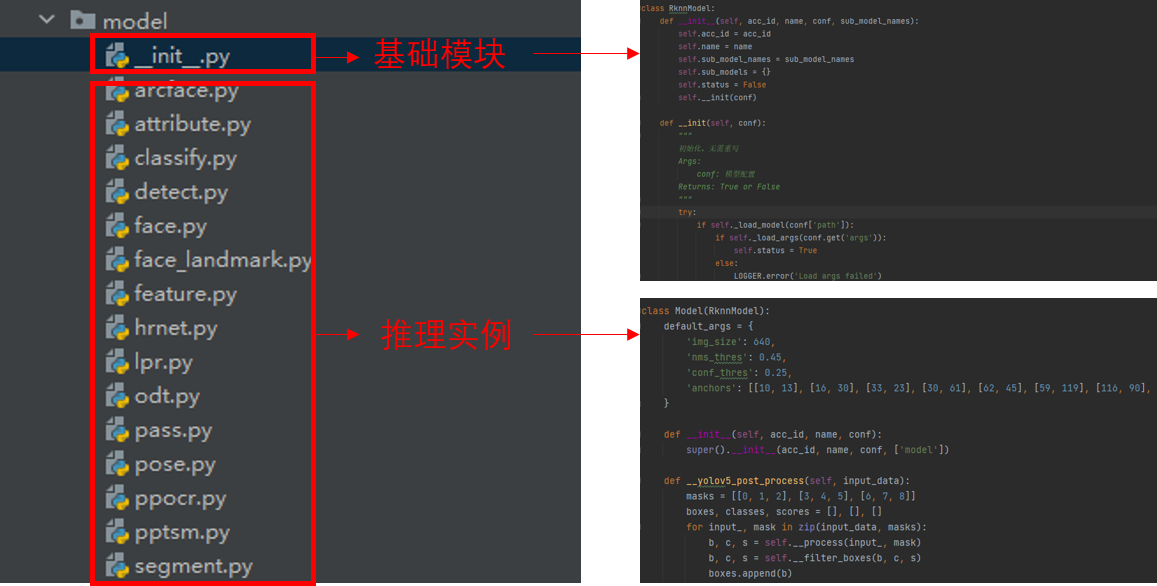 model
__init__.py
arcface.py
attribute.py
classify.py
detect.py
face.py
face_landmark.py
feature.py
hrnet.py
lpr.py
odt.py
pass.py
pose.py
ppocr.py
pptsm.py
segment.py
基础模块
推理实例
class RknnModel:
def __init__(self, acc_id, name, conf, sub_model_names):
self.acc_id = acc_id
self.name = name
self.sub_model_names = sub_model_names
self.sub_models = {}
self.status = False
self.__init(conf)
def __init(self, conf):
"""
初始化，无需重写
Args:
conf: 模型配置
Returns: True or False
"""
try:
if self._load_model(conf['path']):
if self._load_args(conf.get('args')):
self.status = True
else:
LOGGER.error('Load args failed')
class Model(RknnModel):
default_args = {
'img_size': 640,
'nms_thres': 0.45,
'conf_thres': 0.25,
'anchors': [[10, 13], [16, 30], [33, 23], [30, 61], [62, 45], [59, 119], [116, 90],
}
def __init__(self, acc_id, name, conf):
super().__init__(acc_id, name, conf, ['model'])
def __yolov5_post_process(self, input_data):
masks = [[0, 1, 2], [3, 4, 5], [6, 7, 8]]
boxes, classes, scores = [], [], []
for input_, mask in zip(input_data, masks):
b, c, s = self.__process(input_, mask)
b, c, s = self.__filter_boxes(b, c, s)
boxes.append(b)